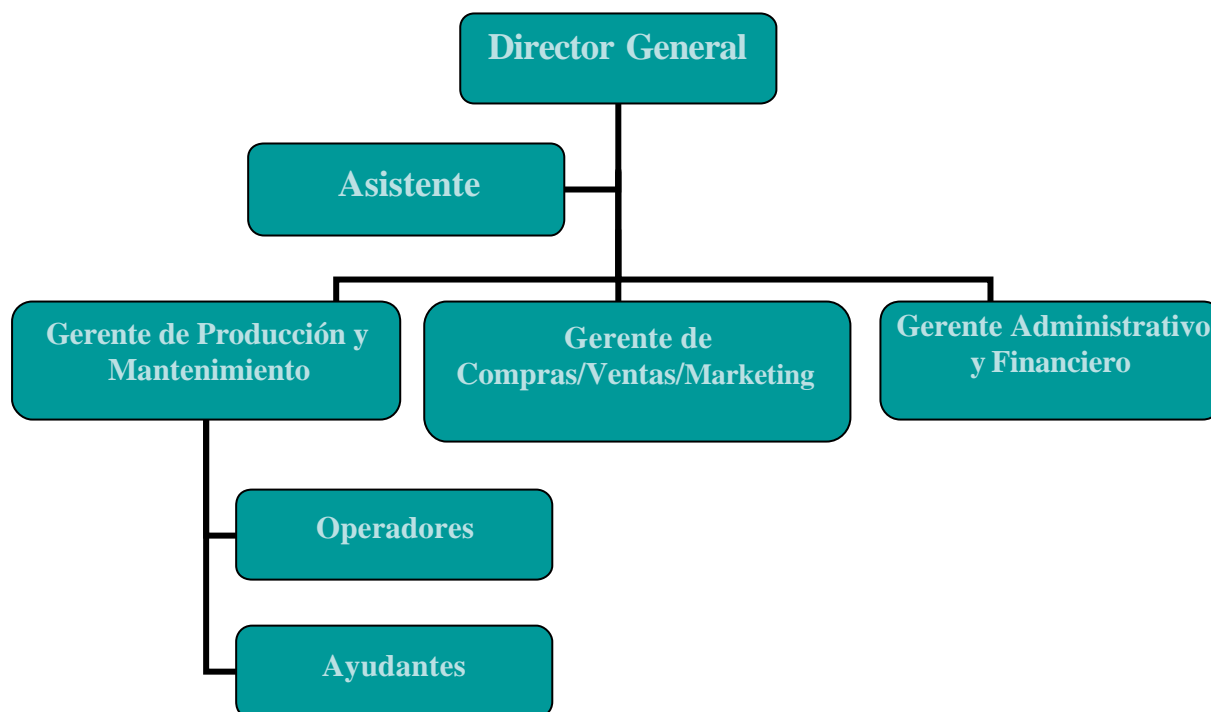 Director General
Asistente
Gerente de Producción y
Mantenimiento
Gerente de
Compras/Ventas/Marketing
Gerente Administrativo
y Financiero
Operadores
Ayudantes